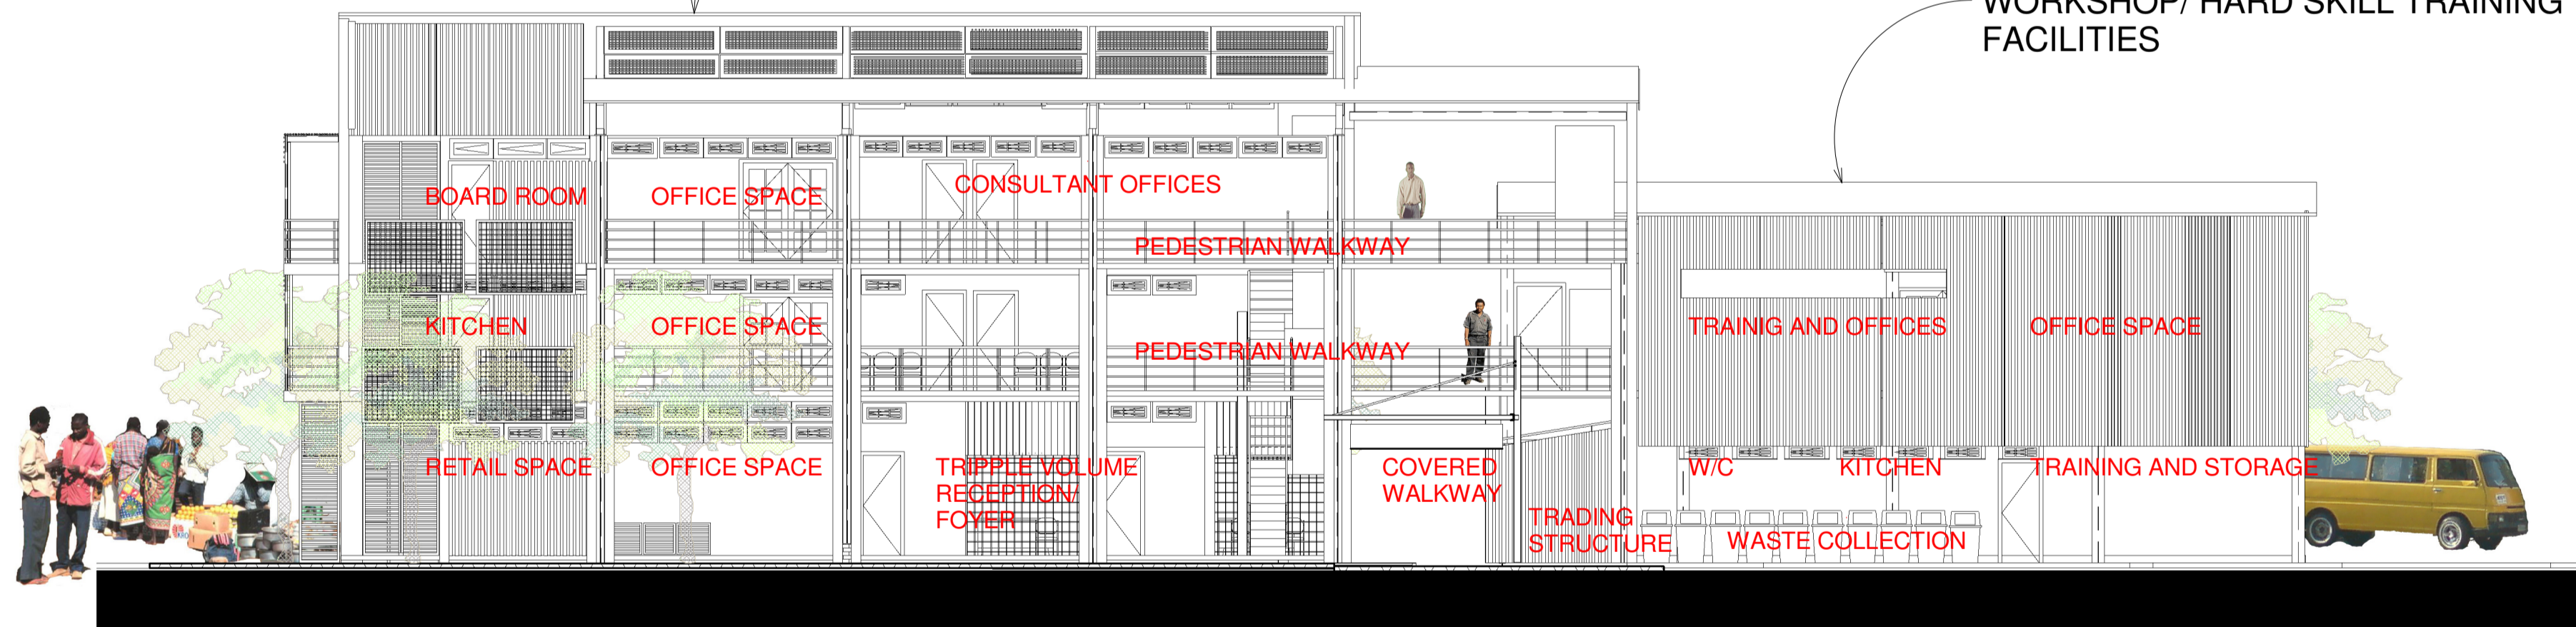 WORKSHOP/ HARD SKILL TRAINING
FACILITIES
BOARD ROOM
OFFICE SPACE
CONSULTANT OFFICES
PEDESTRIAN WALKWAY
KITCHEN
OFFICE SPACE
PEDESTRIAN WALKWAY
TRAINIG AND OFFICES
OFFICE SPACE
RETAIL SPACE
OFFICE SPACE
TRIPPLE VOLUME
RECEPTION/
FOYER
COVERED
WALKWAY
TRADING
STRUCTURE
W/C
KITCHEN
TRAINING AND STORAGE
WASTE COLLECTION